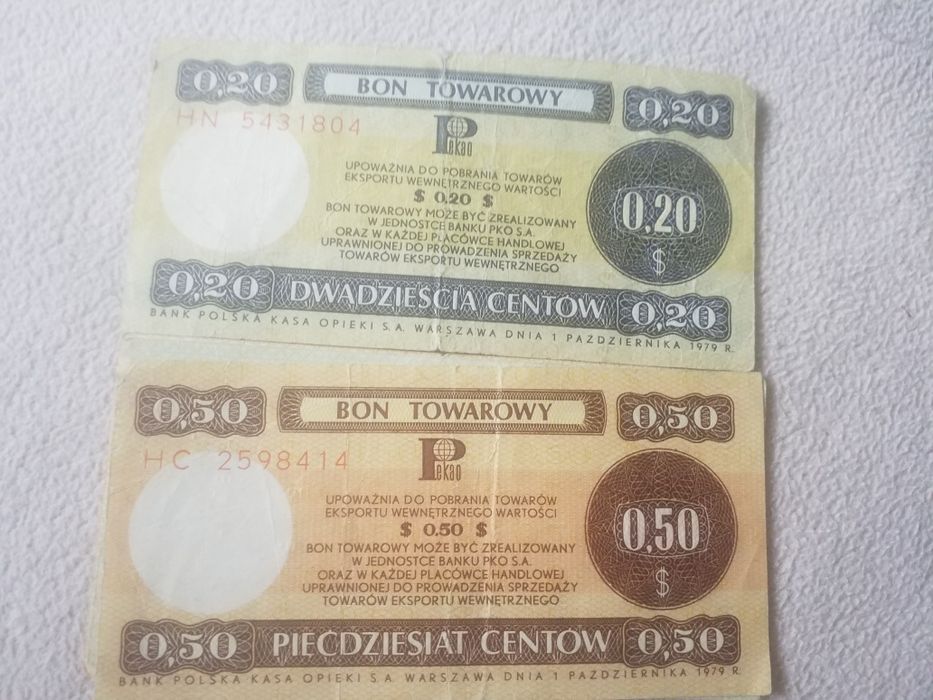 0,20 BON TOWAROWY 0,20
HN 5431804
Pekao
UPOWAŻNIA DO POBRANIA TOWARÓW
EKSPORTU WEWNĘTRZNEGO WARTOŚCI
$ 0.20 $
BON TOWAROWY MOŻE BYĆ ZREALIZOWANY
W JEDNOSTCE BANKU PKO S.A.
ORAZ W KAŻDEJ PLACÓWCE HANDLOWEJ
UPRAWNIONEJ DO PROWADZENIA SPRZEDAŻY
TOWARÓW EKSPORTU WEWNĘTRZNEGO
0,20
$
0,20 DWADZIEŚCIA CENTÓW 0,20
BANK POLSKA KASA OPIEKI S.A. WARSZAWA DNIA 1 PAŹDZIERNIKA 1979 R.
0,50 BON TOWAROWY 0,50
HC 2598414
Pekao
UPOWAŻNIA DO POBRANIA TOWARÓW
EKSPORTU WEWNĘTRZNEGO WARTOŚCI
$ 0.50 $
BON TOWAROWY MOŻE BYĆ ZREALIZOWANY
W JEDNOSTCE BANKU PKO S.A.
ORAZ W KAŻDEJ PLACÓWCE HANDLOWEJ
UPRAWNIONEJ DO PROWADZENIA SPRZEDAŻY
TOWARÓW EKSPORTU WEWNĘTRZNEGO
0,50
$
0,50 PIĘĆDZIESIĄT CENTÓW 0,50
BANK POLSKA KASA OPIEKI S.A. WARSZAWA DNIA 1 PAŹDZIERNIKA 1979 R.